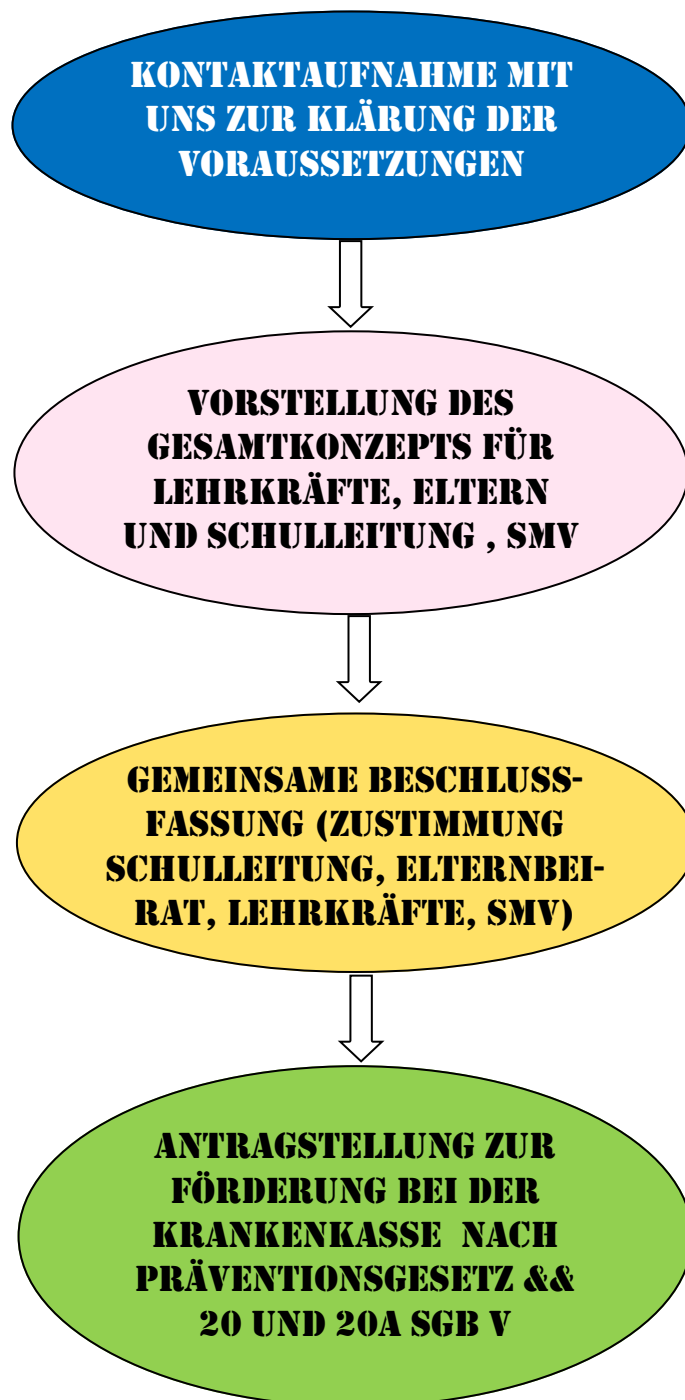 KONTAKTAUFNAHME MIT
UNS ZUR KLÄRUNG DER
VORAUSSETZUNGEN
VORSTELLUNG DES
GESAMTKONZEPTS FÜR
LEHRKRÄFTE, ELTERN
UND SCHULLEITUNG , SMV
GEMEINSAME BESCHLUSS-
FASSUNG (ZUSTIMMUNG
SCHULLEITUNG, ELTERNBEI-
RAT, LEHRKRÄFTE, SMV)
ANTRAGSTELLUNG ZUR
FÖRDERUNG BEI DER
KRANKENKASSE  NACH
PRÄVENTIONSGESETZ &&
20 UND 20A SGB V